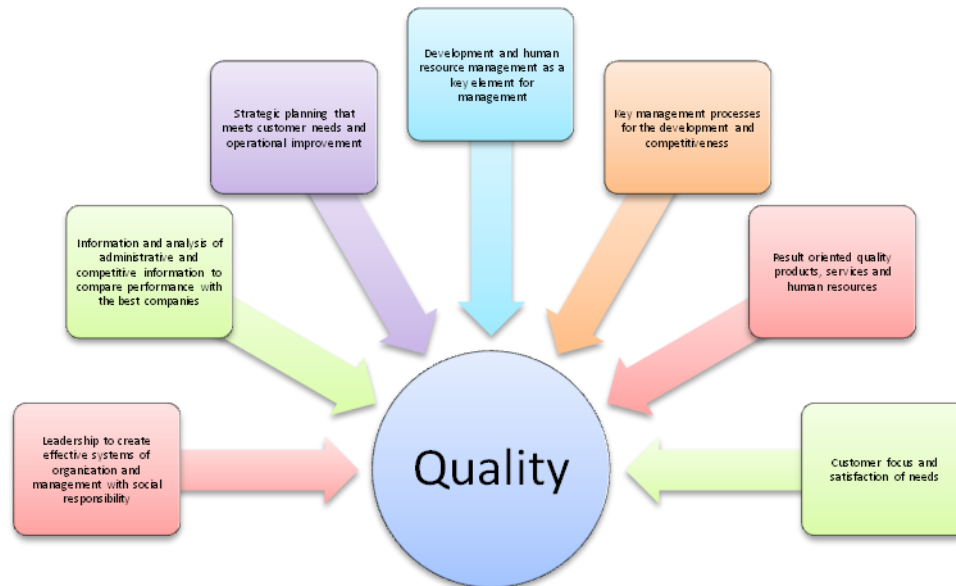 Development and human
resource management as a
key element for
management
Strategic planning that
meets customer needs and
operational improvement
Key management processes
for the development and
competitiveness
Information and analysis of
administrative and
competitive information to
compare performance with
the best companies
Result oriented quality
products, services and
human resources
Leadership to create
effective systems of
organization and
management with social
responsibility
Quality
Customer focus and
satisfaction of needs